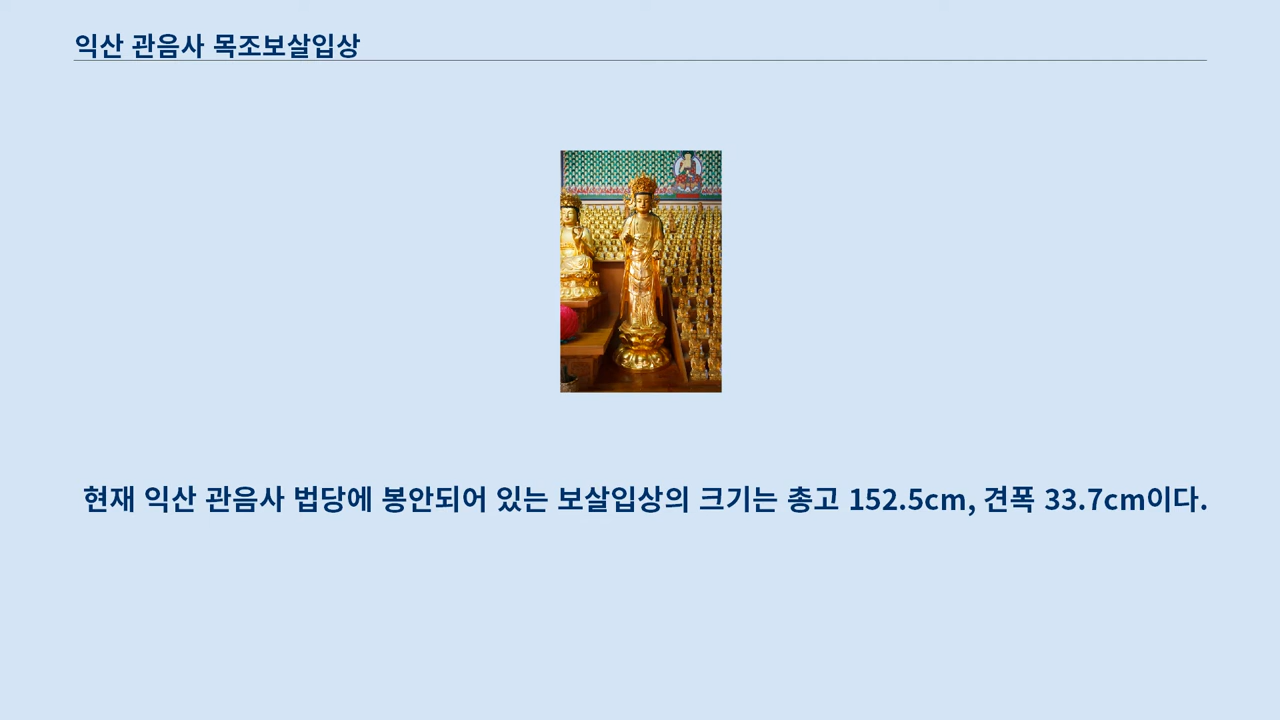 익산 관음사 목조보살입상
현재 익산 관음사 법당에 봉안되어 있는 보살입상의 크기는 총고 152.5cm, 견폭 33.7cm이다.